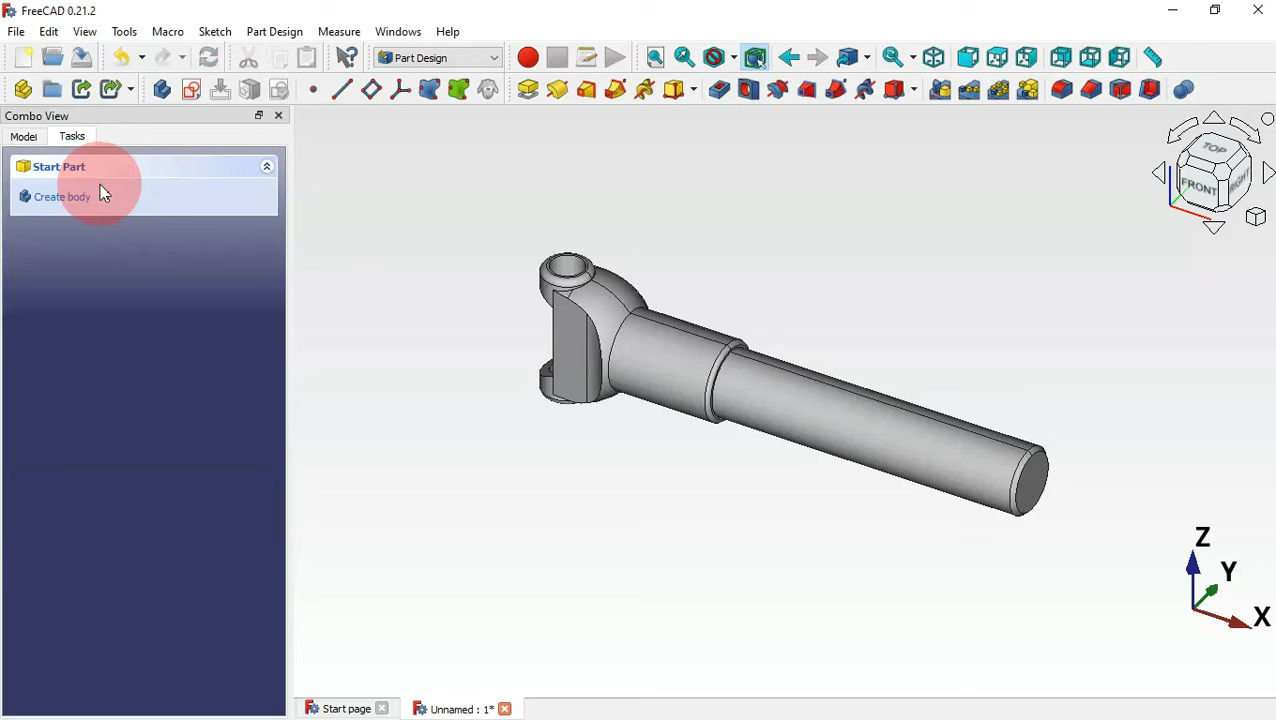 FreeCAD 0.21.2
File Edit View Tools Macro Sketch Part Design Measure Windows Help
Part Design
Combo View
Model Tasks
Start Part
Create body
TOP
FRONT RIGHT
Z
Y
X
Start page Unnamed : 1*